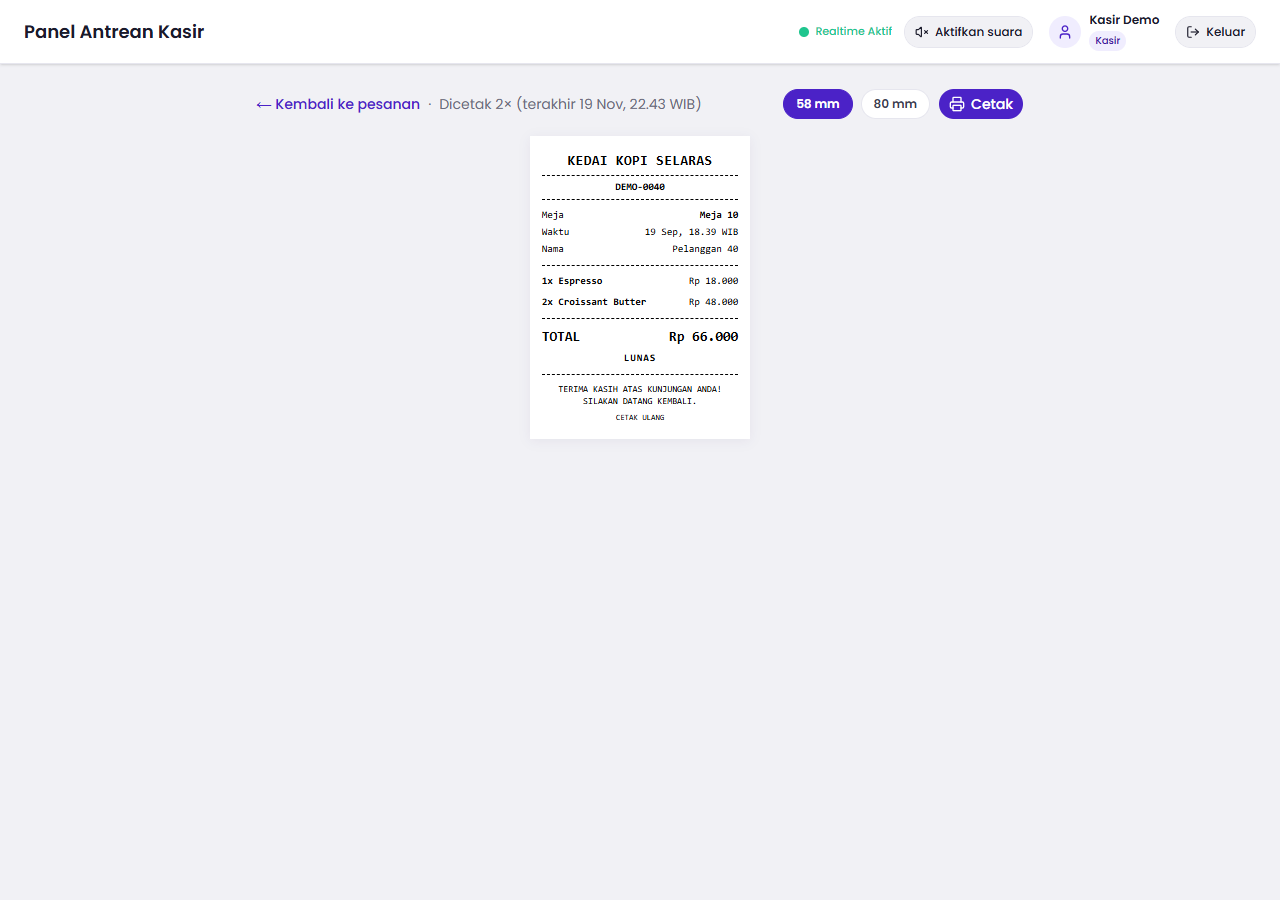 Panel Antrean Kasir
Realtime Aktif
Aktifkan suara
Kasir Demo
Kasir
Keluar
← Kembali ke pesanan · Dicetak 2× (terakhir 19 Nov, 22.43 WIB)
58 mm
80 mm
Cetak
KEDAI KOPI SELARAS
DEMO-0040
Meja Meja 10
Waktu 19 Sep, 18.39 WIB
Nama Pelanggan 40
1x Espresso Rp 18.000
2x Croissant Butter Rp 48.000
TOTAL Rp 66.000
LUNAS
TERIMA KASIH ATAS KUNJUNGAN ANDA!
SILAKAN DATANG KEMBALI.
CETAK ULANG